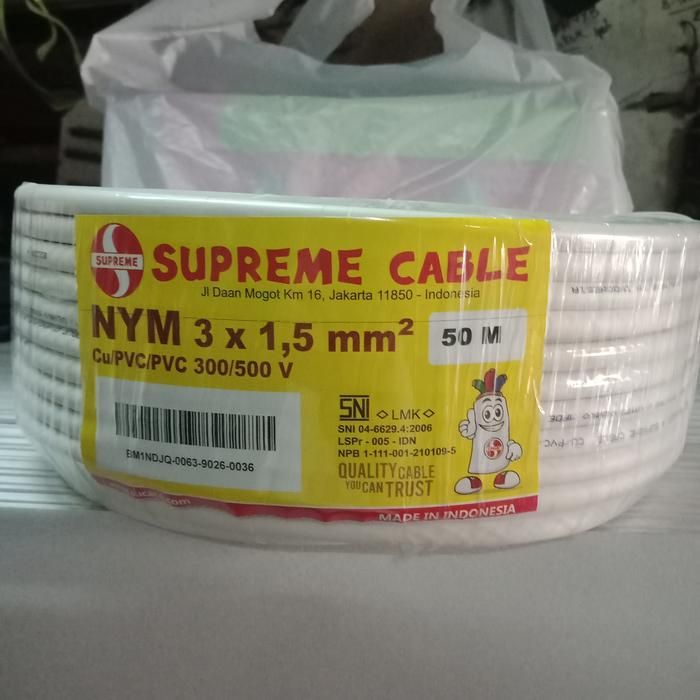 SUPREME
SUPREME CABLE
Jl Daan Mogot Km 16, Jakarta 11850 - Indonesia
NYM 3 x 1,5 mm²
50 M
Cu/PVC/PVC 300/500 V
BM1NDJQ-0063-9026-0036
SNI
LMK
SNI 04-6629.4:2006
LSPr - 005 - IDN
NPB 1-111-001-210109-5
QUALITY CABLE
YOU CAN TRUST
SUPREME
MADE IN INDONESIA